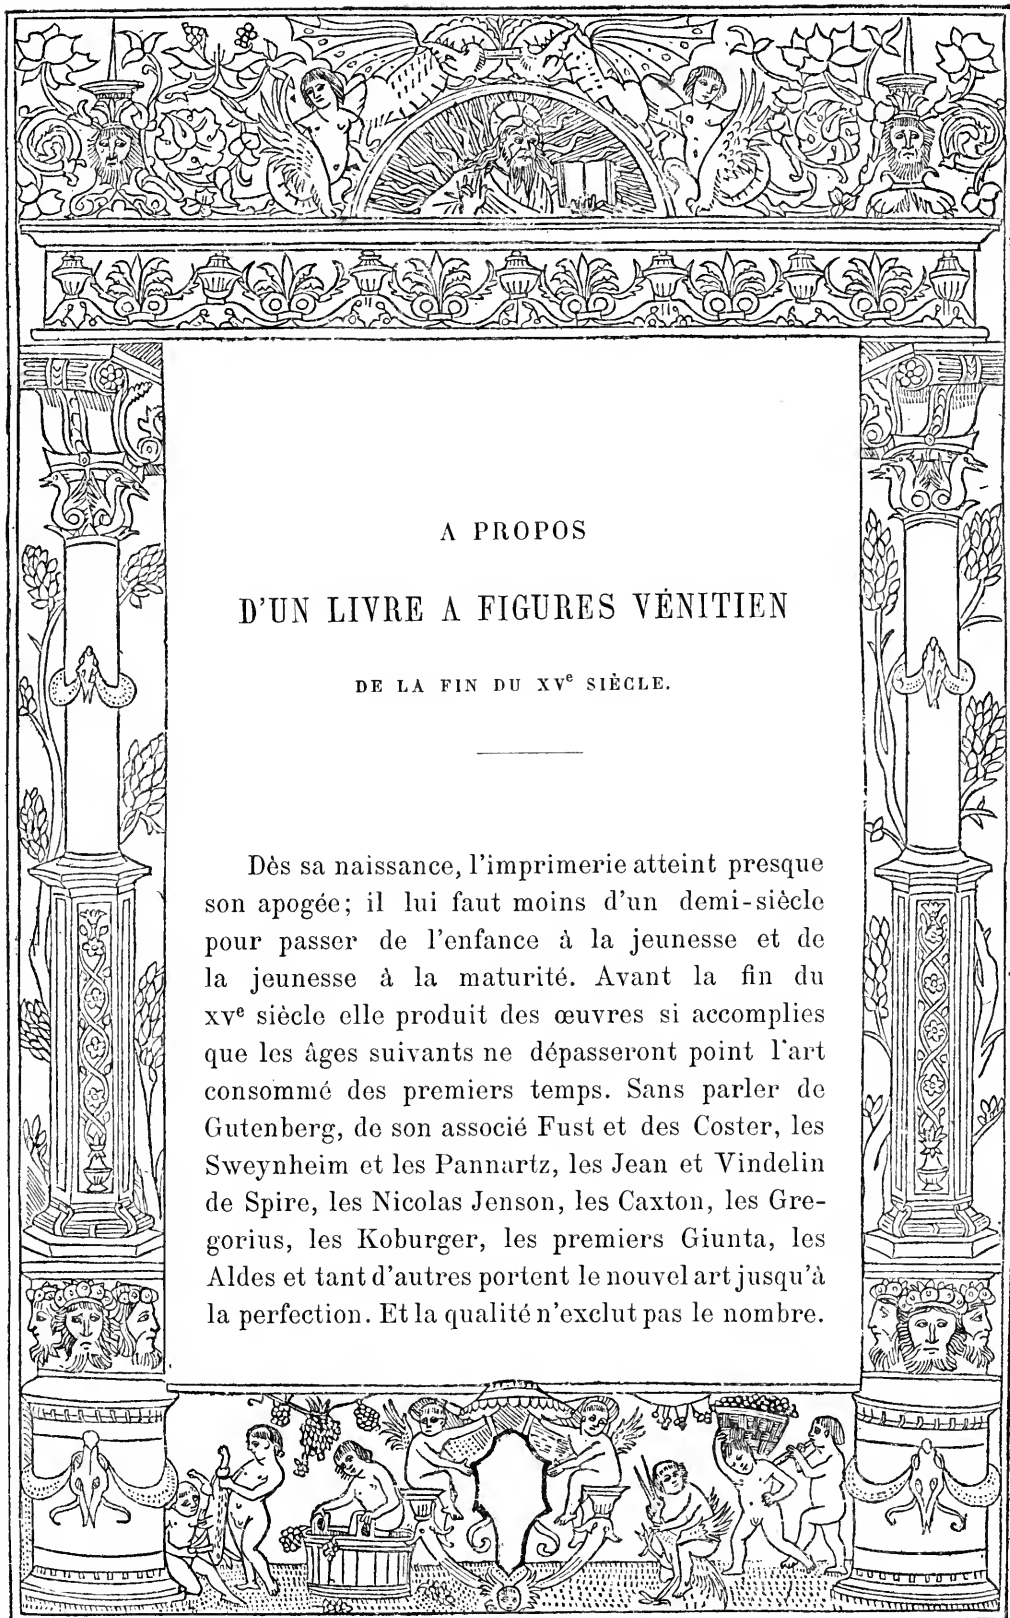 A PROPOS
D'UN LIVRE A FIGURES VÉNITIEN
DE LA FIN DU XVe SIÈCLE.
Dès sa naissance, l'imprimerie atteint presque
son apogée; il lui faut moins d'un demi-siècle
pour passer de l'enfance à la jeunesse et de
la jeunesse à la maturité. Avant la fin du
XVe siècle elle produit des œuvres si accomplies
que les âges suivants ne dépasseront point l'art
consommé des premiers temps. Sans parler de
Gutenberg, de son associé Fust et des Coster, les
Sweynheim et les Pannartz, les Jean et Vindelin
de Spire, les Nicolas Jenson, les Caxton, les Gre-
gorius, les Koburger, les premiers Giunta, les
Aldes et tant d'autres portent le nouvel art jusqu'à
la perfection. Et la qualité n'exclut pas le nombre.